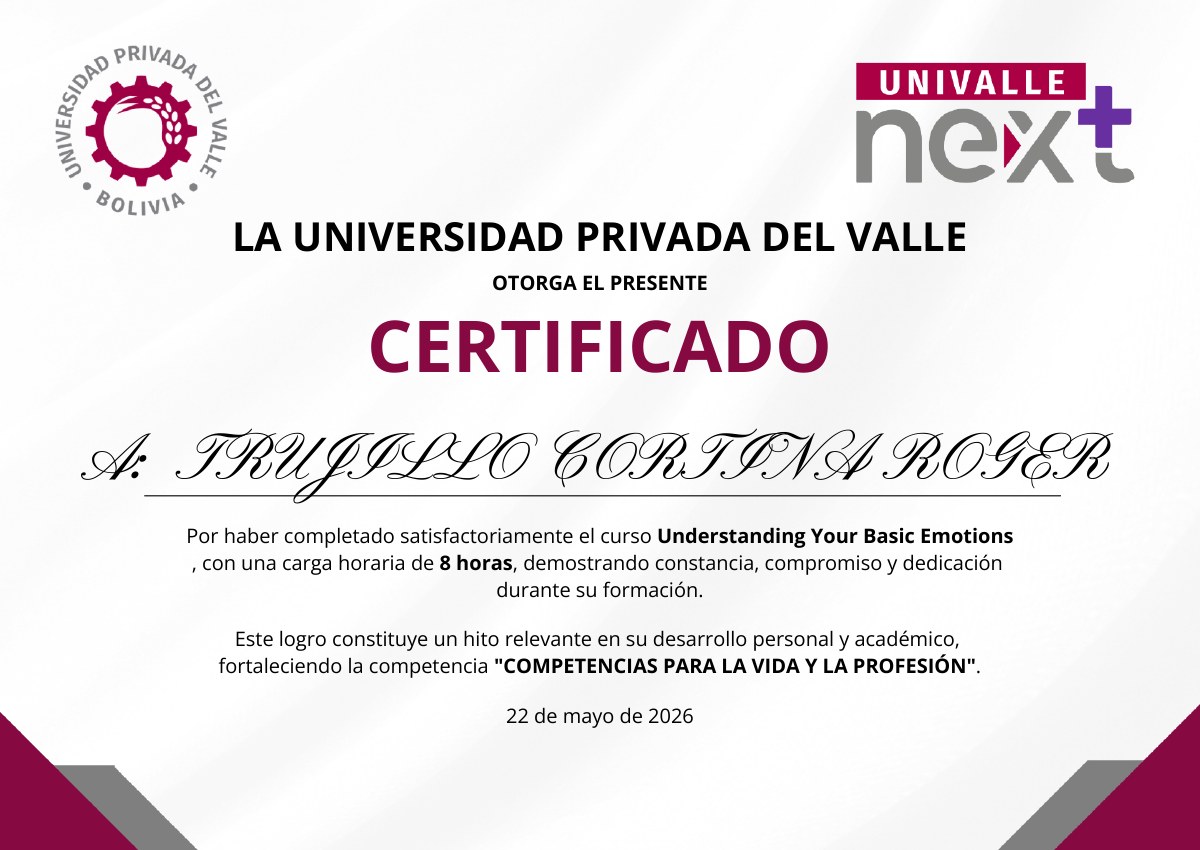 UNIVERSIDAD PRIVADA DEL VALLE
• BOLIVIA •
UNIVALLE
next
LA UNIVERSIDAD PRIVADA DEL VALLE
OTORGA EL PRESENTE
CERTIFICADO
A: TRUJILLO CORTINA ROGER
Por haber completado satisfactoriamente el curso Understanding Your Basic Emotions
, con una carga horaria de 8 horas, demostrando constancia, compromiso y dedicación
durante su formación.
Este logro constituye un hito relevante en su desarrollo personal y académico,
fortaleciendo la competencia "COMPETENCIAS PARA LA VIDA Y LA PROFESIÓN".
22 de mayo de 2026